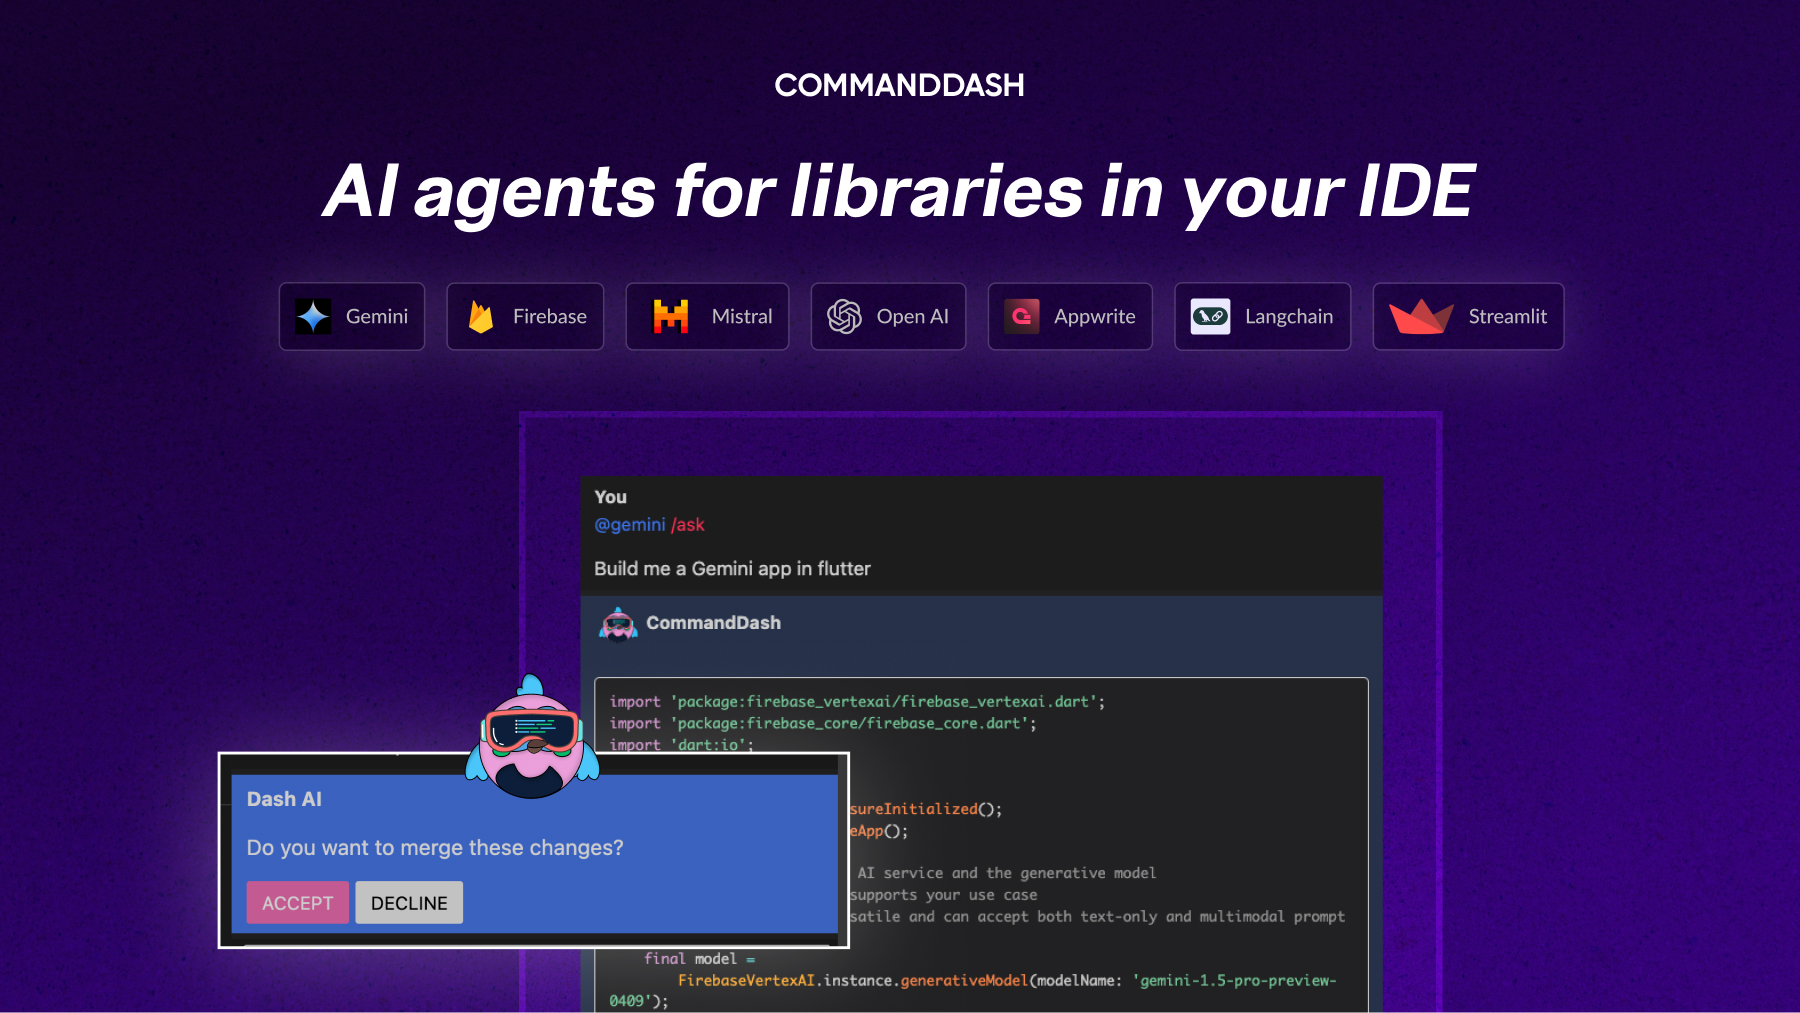 COMMANDDASH
AI agents for libraries in your IDE
Gemini
Firebase
Mistral
Open AI
Appwrite
Langchain
Streamlit
You
@gemini /ask
Build me a Gemini app in flutter
CommandDash
import 'package:firebase_vertexai/firebase_vertexai.dart';
import 'package:firebase_core/firebase_core.dart';
import 'dart:io';
sureInitialized();
eApp();
AI service and the generative model
supports your use case
satile and can accept both text-only and multimodal prompt
final model =
FirebaseVertexAI.instance.generativeModel(modelName: 'gemini-1.5-pro-preview-
0409');
Dash AI
Do you want to merge these changes?
ACCEPT
DECLINE